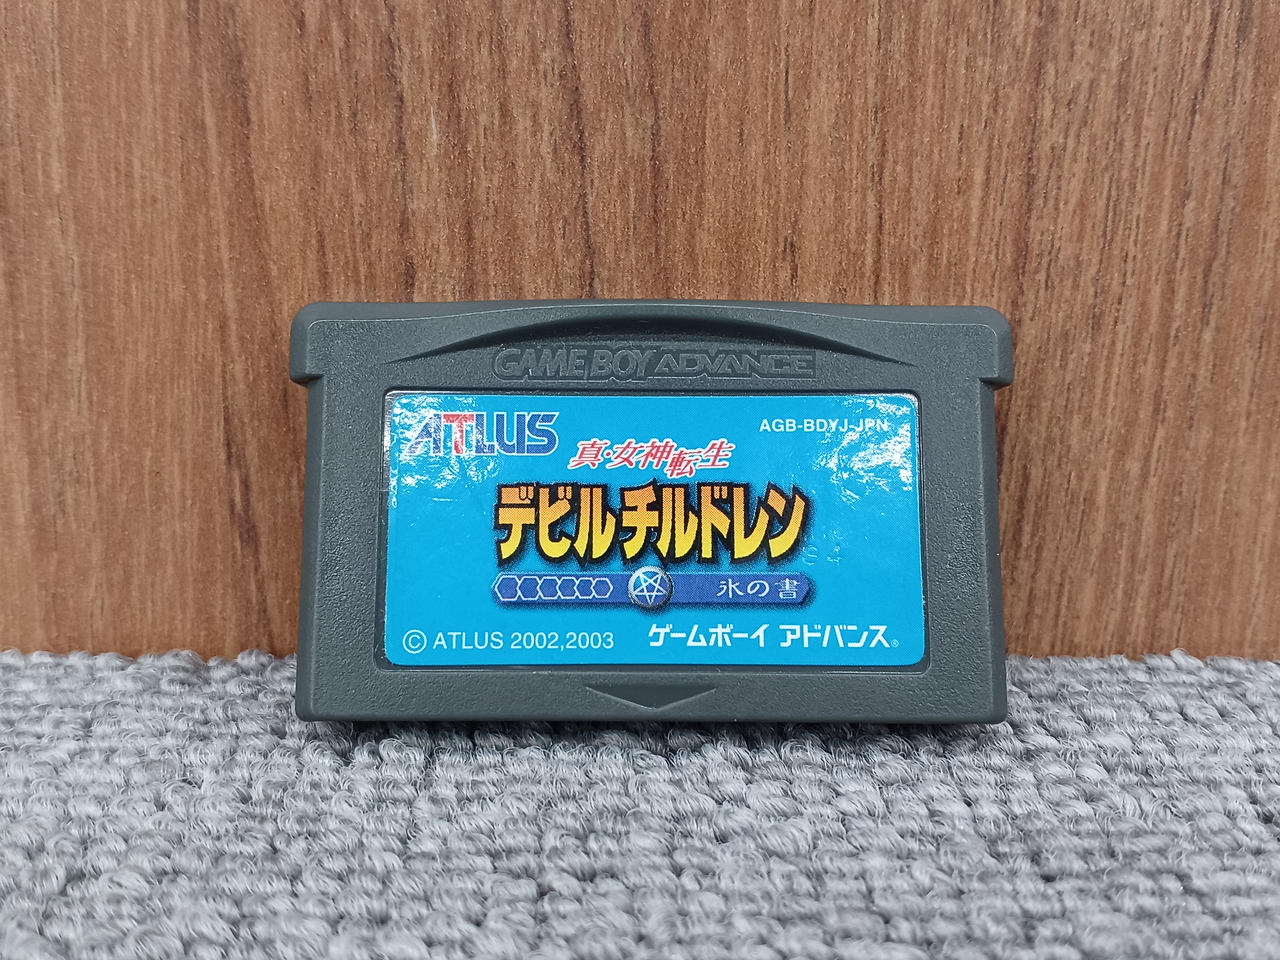 GAME BOY ADVANCE
ATLUS
AGB-BDYJ-JPN
真・女神転生
デビルチルドレン
氷の書
© ATLUS 2002,2003
ゲームボーイ アドバンス®